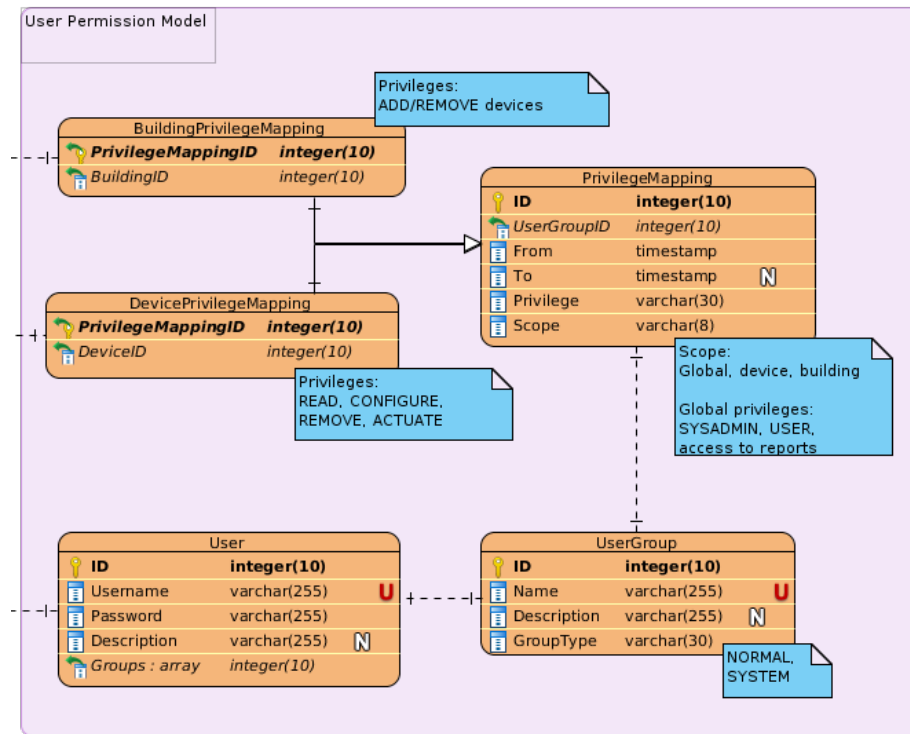 User Permission Model
Privileges:
ADD/REMOVE devices
BuildingPrivilegeMapping
PrivilegeMappingID integer(10)
BuildingID integer(10)
PrivilegeMapping
ID integer(10)
UserGroupID integer(10)
From timestamp
To timestamp N
Privilege varchar(30)
Scope varchar(8)
DevicePrivilegeMapping
PrivilegeMappingID integer(10)
DeviceID integer(10)
Scope:
Global, device, building
Global privileges:
SYSADMIN, USER,
access to reports
Privileges:
READ, CONFIGURE,
REMOVE, ACTUATE
User
ID integer(10)
Username varchar(255) U
Password varchar(255)
Description varchar(255) N
Groups : array integer(10)
UserGroup
ID integer(10)
Name varchar(255) U
Description varchar(255) N
GroupType varchar(30)
NORMAL,
SYSTEM